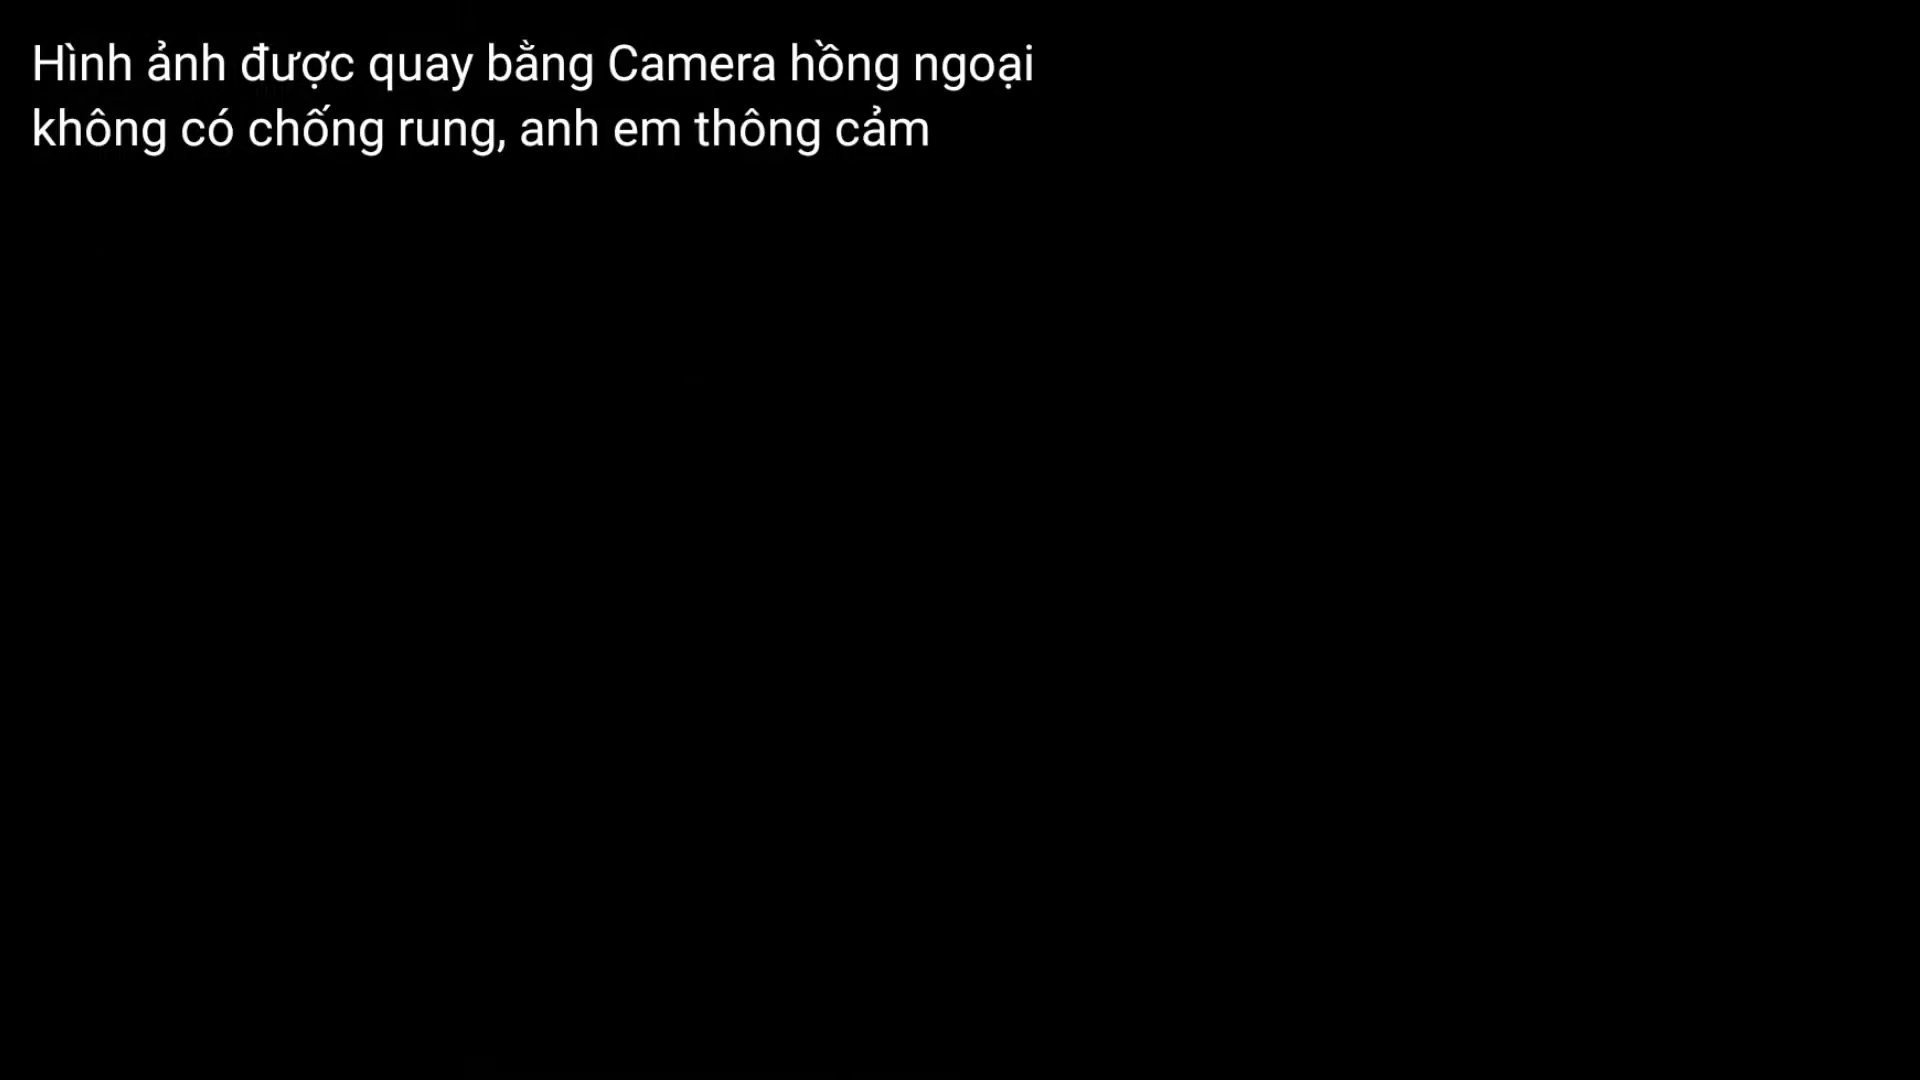 Hình ảnh được quay bằng Camera hồng ngoại
không có chống rung, anh em thông cảm